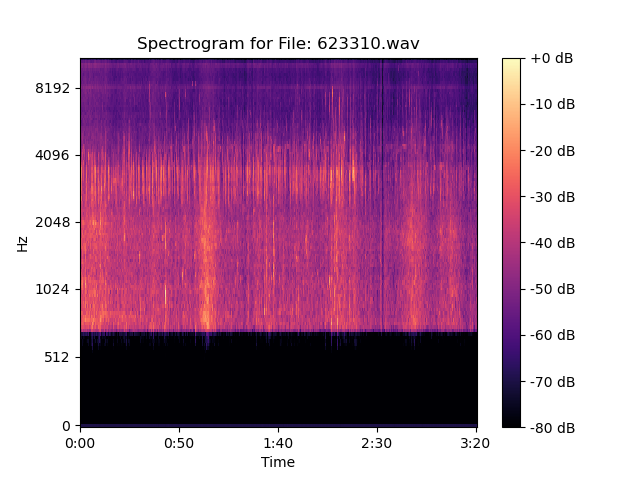 Spectrogram for File: 623310.wav
8192
4096
2048
1024
512
0
Hz
0:00 0:50 1:40 2:30 3:20
Time
+0 dB
-10 dB
-20 dB
-30 dB
-40 dB
-50 dB
-60 dB
-70 dB
-80 dB